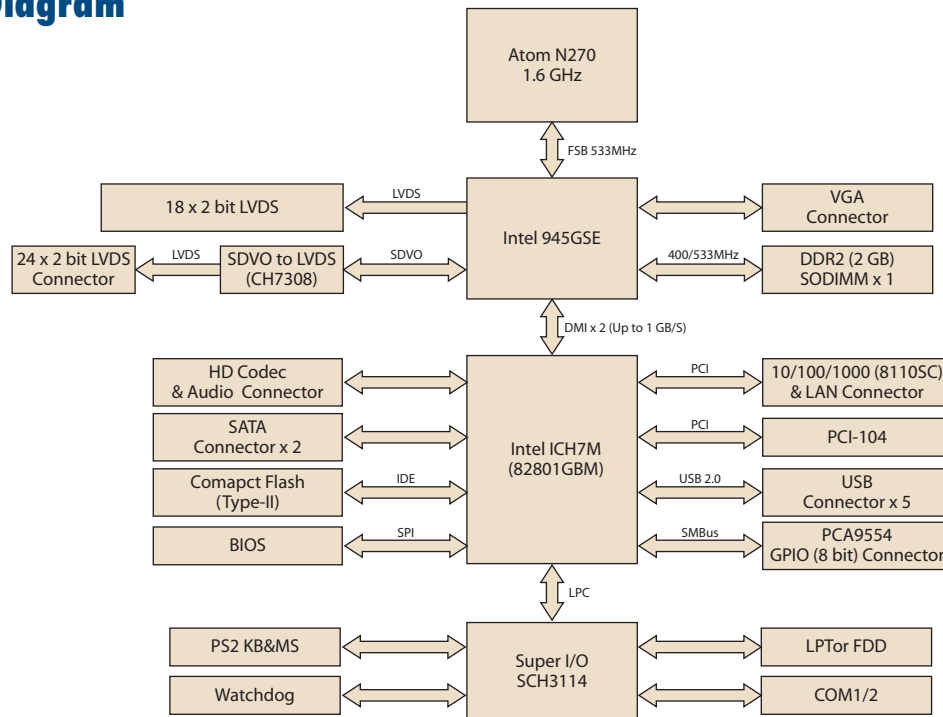 Diagram
Atom N270
1.6 GHz
FSB 533MHz
18 x 2 bit LVDS
LVDS
Intel 945GSE
VGA
Connector
24 x 2 bit LVDS
Connector
LVDS
SDVO to LVDS
(CH7308)
SDVO
400/533MHz
DDR2 (2 GB)
SODIMM x 1
DMI x 2 (Up to 1 GB/S)
HD Codec
& Audio Connector
PCI
10/100/1000 (8110SC)
& LAN Connector
SATA
Connector x 2
Intel ICH7M
(82801GBM)
PCI
PCI-104
Comapct Flash
(Type-II)
IDE
USB 2.0
USB
Connector x 5
BIOS
SPI
SMBus
PCA9554
GPIO (8 bit) Connector
LPC
PS2 KB&MS
Super I/O
SCH3114
LPTor FDD
Watchdog
COM1/2